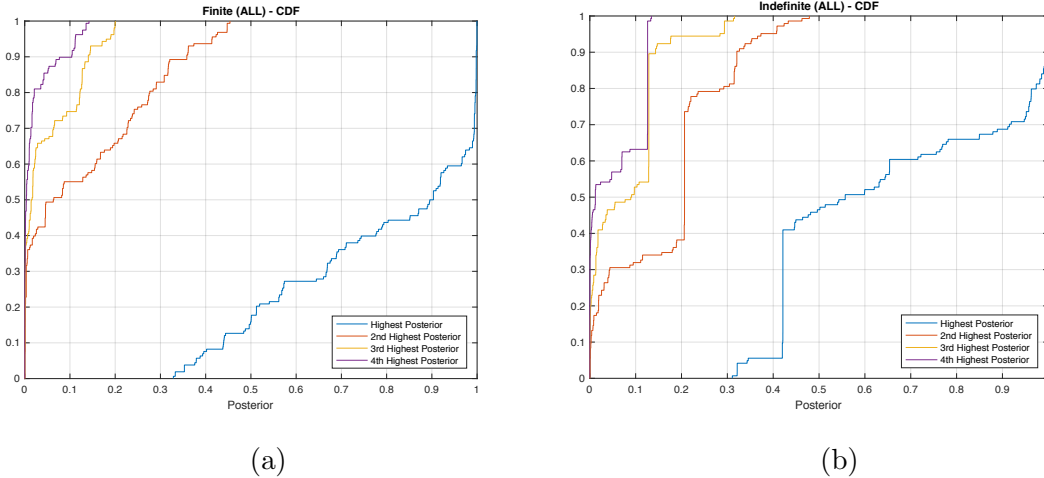 Finite (ALL) - CDF
1
0.9
0.8
0.7
0.6
0.5
0.4
0.3
0.2
0.1
0
0 0.1 0.2 0.3 0.4 0.5 0.6 0.7 0.8 0.9 1
Posterior
Highest Posterior
2nd Highest Posterior
3rd Highest Posterior
4th Highest Posterior
(a)
Indefinite (ALL) - CDF
1
0.9
0.8
0.7
0.6
0.5
0.4
0.3
0.2
0.1
0
0 0.1 0.2 0.3 0.4 0.5 0.6 0.7 0.8 0.9
Posterior
Highest Posterior
2nd Highest Posterior
3rd Highest Posterior
4th Highest Posterior
(b)